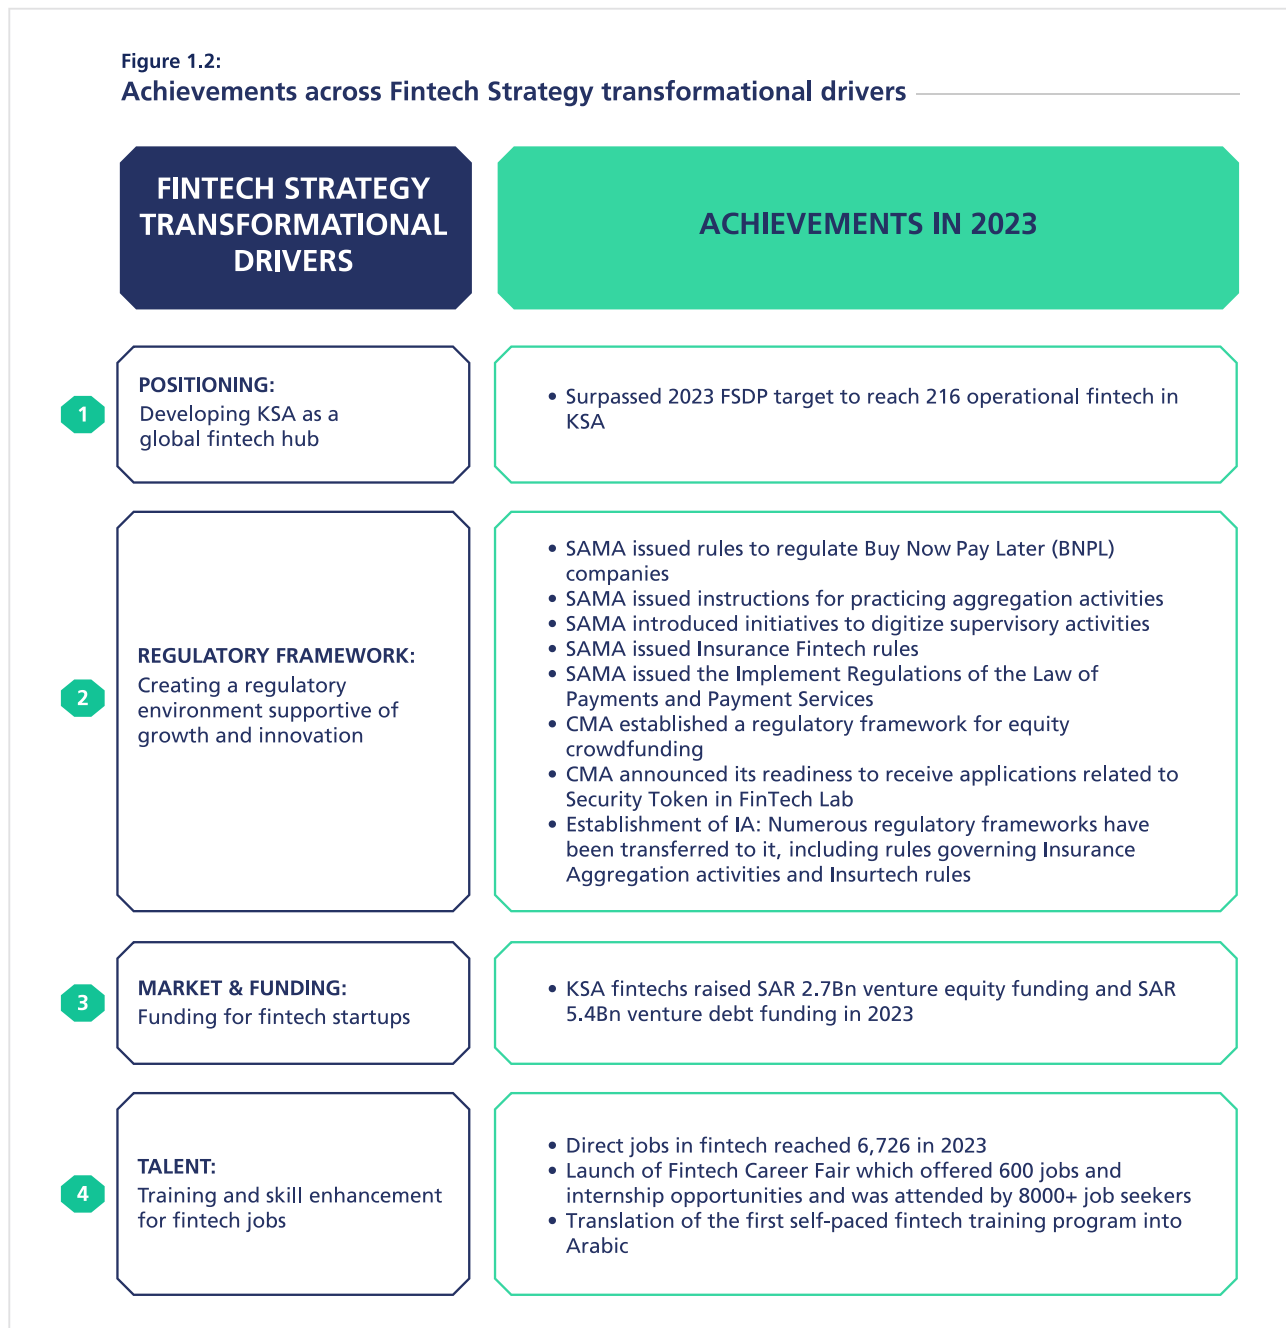 Figure 1.2:
Achievements across Fintech Strategy transformational drivers
FINTECH STRATEGY
TRANSFORMATIONAL
DRIVERS
ACHIEVEMENTS IN 2023
1
POSITIONING:
Developing KSA as a
global fintech hub
• Surpassed 2023 FSDP target to reach 216 operational fintech in
KSA
2
REGULATORY FRAMEWORK:
Creating a regulatory
environment supportive of
growth and innovation
• SAMA issued rules to regulate Buy Now Pay Later (BNPL)
companies
• SAMA issued instructions for practicing aggregation activities
• SAMA introduced initiatives to digitize supervisory activities
• SAMA issued Insurance Fintech rules
• SAMA issued the Implement Regulations of the Law of
Payments and Payment Services
• CMA established a regulatory framework for equity
crowdfunding
• CMA announced its readiness to receive applications related to
Security Token in FinTech Lab
• Establishment of IA: Numerous regulatory frameworks have
been transferred to it, including rules governing Insurance
Aggregation activities and Insurtech rules
3
MARKET & FUNDING:
Funding for fintech startups
• KSA fintechs raised SAR 2.7Bn venture equity funding and SAR
5.4Bn venture debt funding in 2023
4
TALENT:
Training and skill enhancement
for fintech jobs
• Direct jobs in fintech reached 6,726 in 2023
• Launch of Fintech Career Fair which offered 600 jobs and
internship opportunities and was attended by 8000+ job seekers
• Translation of the first self-paced fintech training program into
Arabic